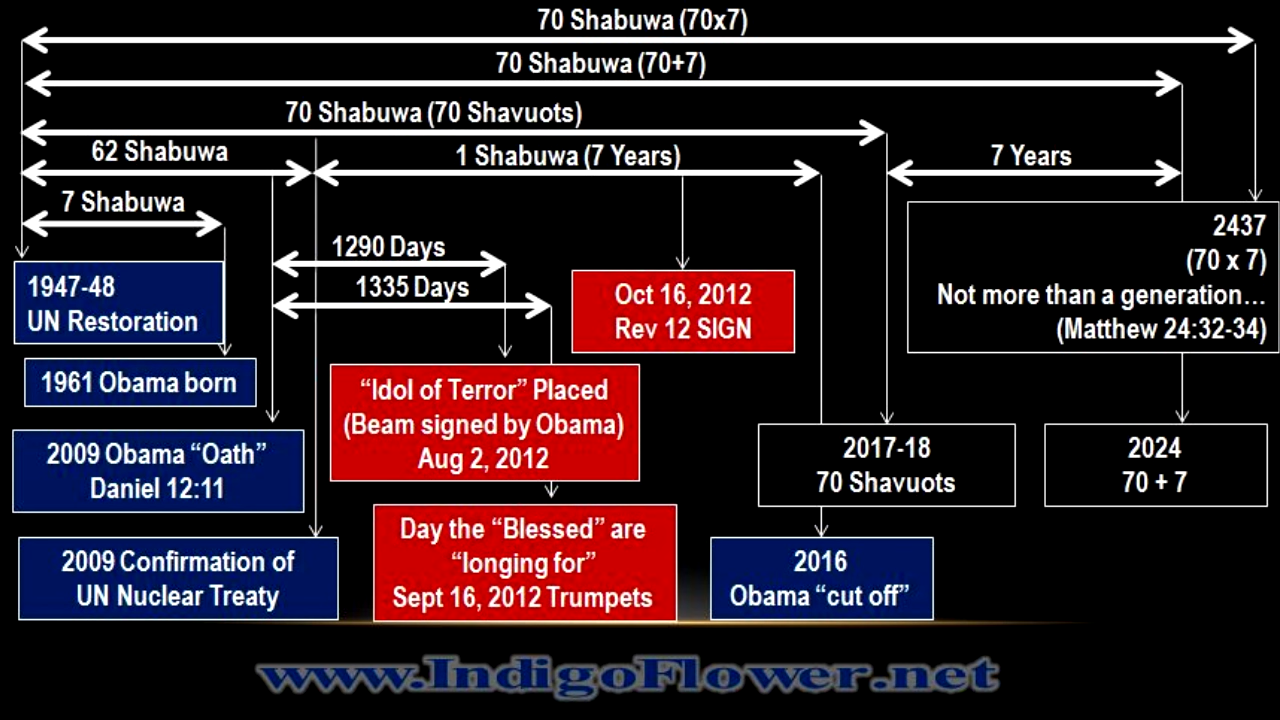 70 Shabuwa (70x7)
70 Shabuwa (70+7)
70 Shabuwa (70 Shavuots)
62 Shabuwa
1 Shabuwa (7 Years)
7 Years
7 Shabuwa
1290 Days
1335 Days
1947-48
UN Restoration
1961 Obama born
2009 Obama “Oath”
Daniel 12:11
2009 Confirmation of
UN Nuclear Treaty
“Idol of Terror” Placed
(Beam signed by Obama)
Aug 2, 2012
Day the “Blessed” are
“longing for”
Sept 16, 2012 Trumpets
Oct 16, 2012
Rev 12 SIGN
2437
(70 x 7)
Not more than a generation…
(Matthew 24:32-34)
2017-18
70 Shavuots
2024
70 + 7
2016
Obama “cut off”
www.IndigoFlower.net